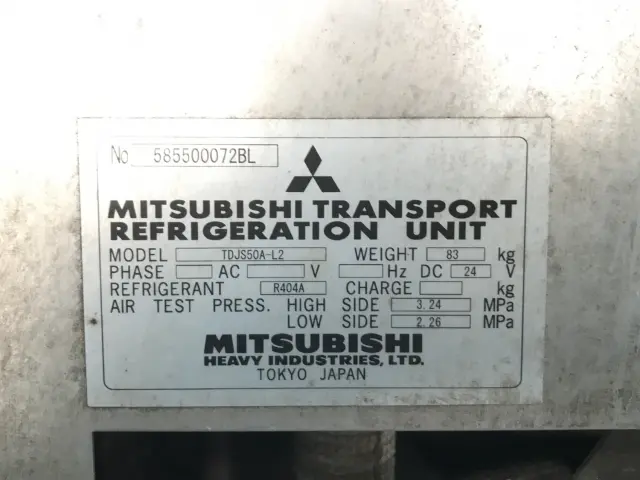 No 585500072BL
MITSUBISHI TRANSPORT
REFRIGERATION UNIT
MODEL TDJS50A-L2 WEIGHT 83 kg
PHASE AC V Hz DC 24 V
REFRIGERANT R404A CHARGE kg
AIR TEST PRESS. HIGH SIDE 3.24 MPa
LOW SIDE 2.26 MPa
MITSUBISHI
HEAVY INDUSTRIES, LTD.
TOKYO JAPAN